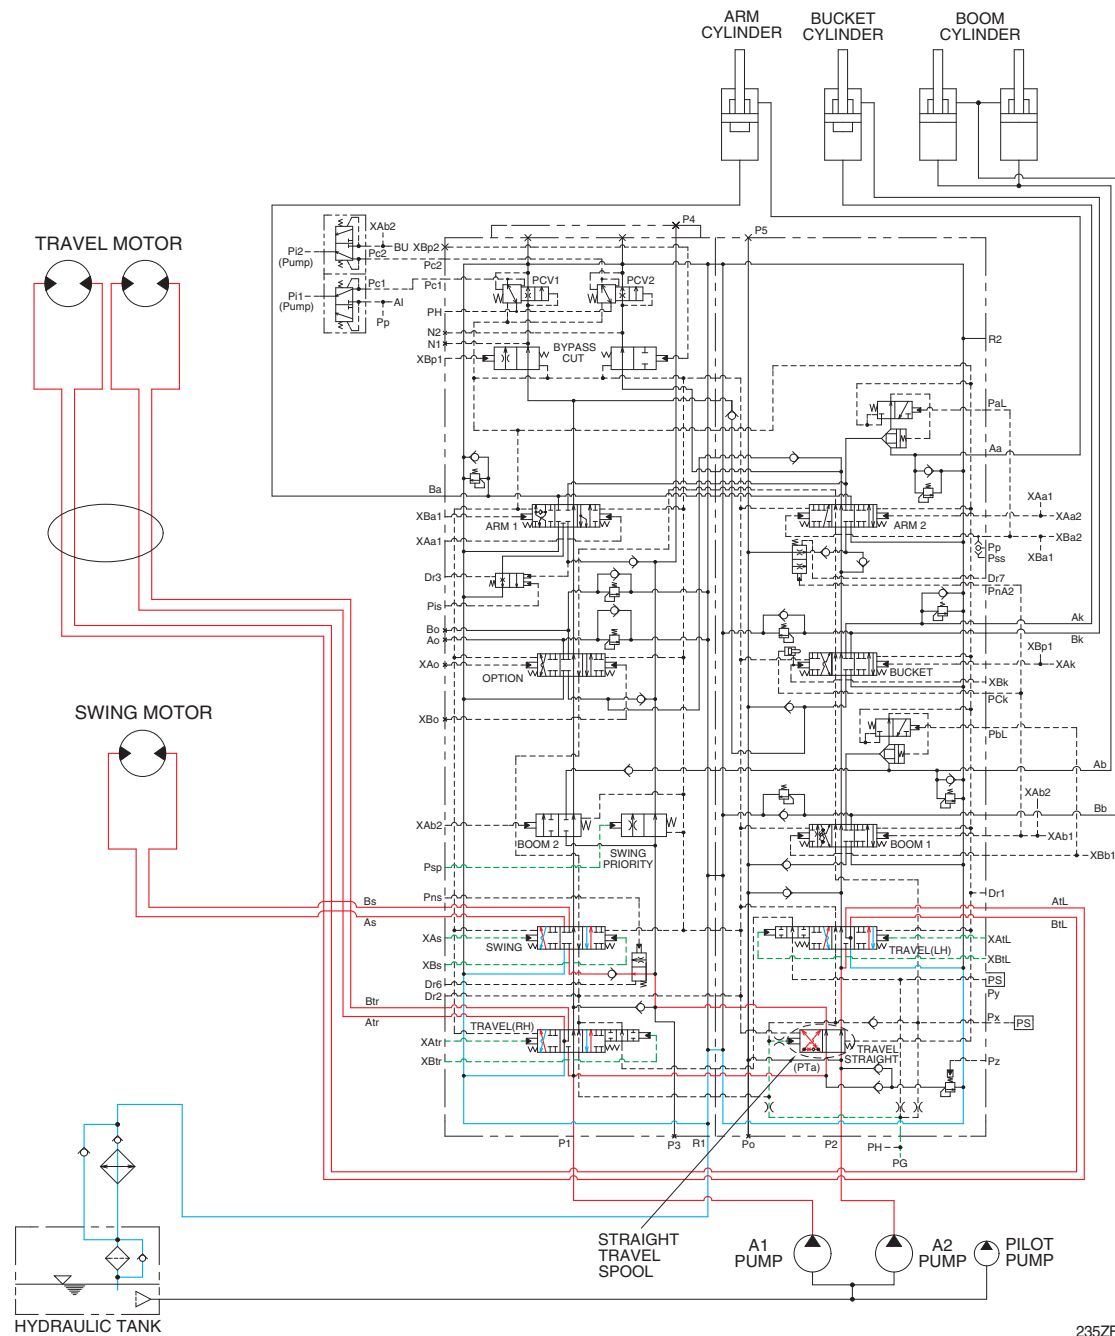 ARM
CYLINDER
BUCKET
CYLINDER
BOOM
CYLINDER
TRAVEL MOTOR
XAb2
BU
XBp2
P4
P5
Pi2
(Pump)
Pc2
Pc2
Pc1
Pc1
Pi1
(Pump)
AI
Pp
PCV1
PCV2
PH
N2
N1
XBp1
BYPASS
CUT
R2
PaL
Aa
Ba
XBa1
ARM 1
XAa1
XAa1
ARM 2
XAa2
XBa2
Pp
Pss
XBa1
Dr3
Pis
Dr7
PnA2
Bo
Ao
Ak
Bk
XAo
OPTION
XBo
XBp1
XAk
BUCKET
XBk
PCk
PbL
SWING MOTOR
Ab
XAb2
Bb
XAb2
BOOM 2
SWING
PRIORITY
BOOM 1
XAb1
XBb1
Psp
Pns
Dr1
Bs
As
AtL
BtL
XAs
SWING
XBs
TRAVEL(LH)
XAtL
XBtL
Dr6
Dr2
PS
Py
Btr
Atr
Px
PS
TRAVEL(RH)
XAtr
XBtr
TRAVEL
STRAIGHT
(PTa)
Pz
P1
P3
R1
Po
P2
PH
PG
STRAIGHT
TRAVEL
SPOOL
A1
PUMP
A2
PUMP
PILOT
PUMP
HYDRAULIC TANK